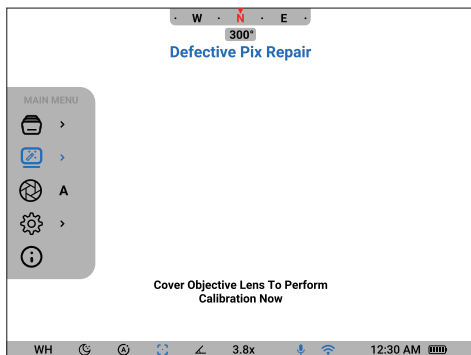 · W · N · E ·
300°
Defective Pix Repair
MAIN MENU
>
>
A
>
Cover Objective Lens To Perform
Calibration Now
WH A 3.8x 12:30 AM